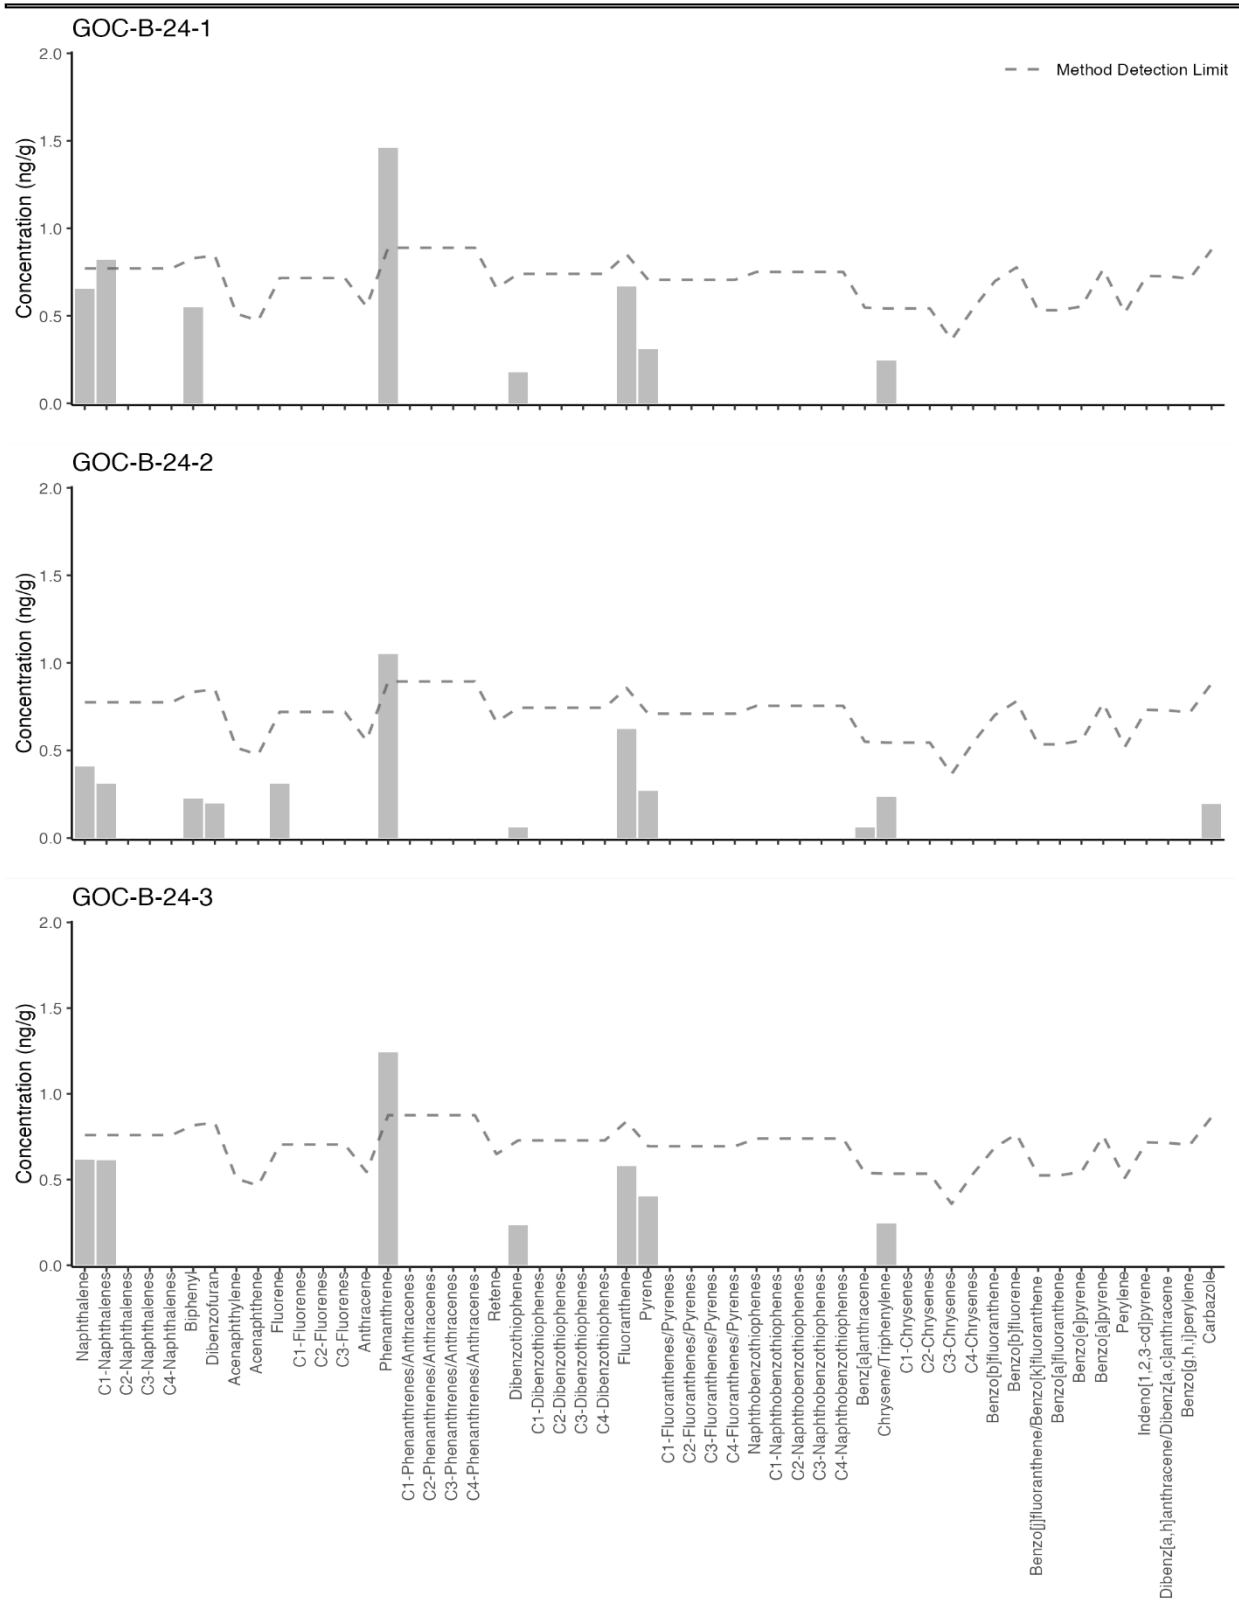 GOC-B-24-1
Concentration (ng/g)
2.0
1.5
1.0
0.5
0.0
Method Detection Limit
GOC-B-24-2
Concentration (ng/g)
2.0
1.5
1.0
0.5
0.0
GOC-B-24-3
Concentration (ng/g)
2.0
1.5
1.0
0.5
0.0
Naphthalene
C1-Naphthalenes
C2-Naphthalenes
C3-Naphthalenes
C4-Naphthalenes
Biphenyl
Dibenzofuran
Acenaphthylene
Acenaphthene
Fluorene
C1-Fluorenes
C2-Fluorenes
C3-Fluorenes
Anthracene
Phenanthrene
C1-Phenanthrenes/Anthracenes
C2-Phenanthrenes/Anthracenes
C3-Phenanthrenes/Anthracenes
C4-Phenanthrenes/Anthracenes
Retene
Dibenzothiophene
C1-Dibenzothiophenes
C2-Dibenzothiophenes
C3-Dibenzothiophenes
C4-Dibenzothiophenes
Fluoranthene
Pyrene
C1-Fluoranthenes/Pyrenes
C2-Fluoranthenes/Pyrenes
C3-Fluoranthenes/Pyrenes
C4-Fluoranthenes/Pyrenes
Naphthobenzothiophenes
C1-Naphthobenzothiophenes
C2-Naphthobenzothiophenes
C3-Naphthobenzothiophenes
C4-Naphthobenzothiophenes
Benz[a]anthracene
Chrysene/Triphenylene
C1-Chrysenes
C2-Chrysenes
C3-Chrysenes
C4-Chrysenes
Benzo[b]fluoranthene
Benzo[b]fluorene
Benzo[j]fluoranthene/Benzo[k]fluoranthene
Benzo[a]fluoranthene
Benzo[e]pyrene
Benzo[a]pyrene
Perylene
Indeno[1,2,3-cd]pyrene
Dibenz[a,h]anthracene/Dibenz[a,c]anthracene
Benzo[g,h,i]perylene
Carbazole